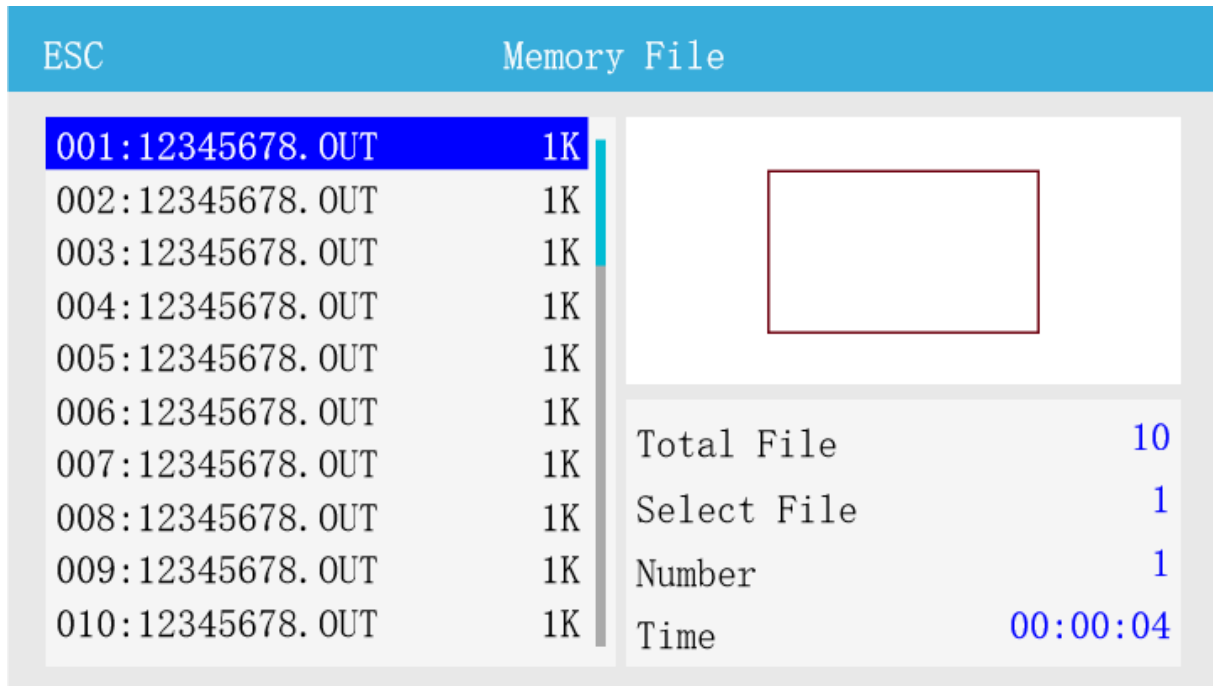 ESC Memory File
001:12345678.OUT 1K
002:12345678.OUT 1K
003:12345678.OUT 1K
004:12345678.OUT 1K
005:12345678.OUT 1K
006:12345678.OUT 1K
007:12345678.OUT 1K
008:12345678.OUT 1K
009:12345678.OUT 1K
010:12345678.OUT 1K
Total File 10
Select File 1
Number 1
Time 00:00:04